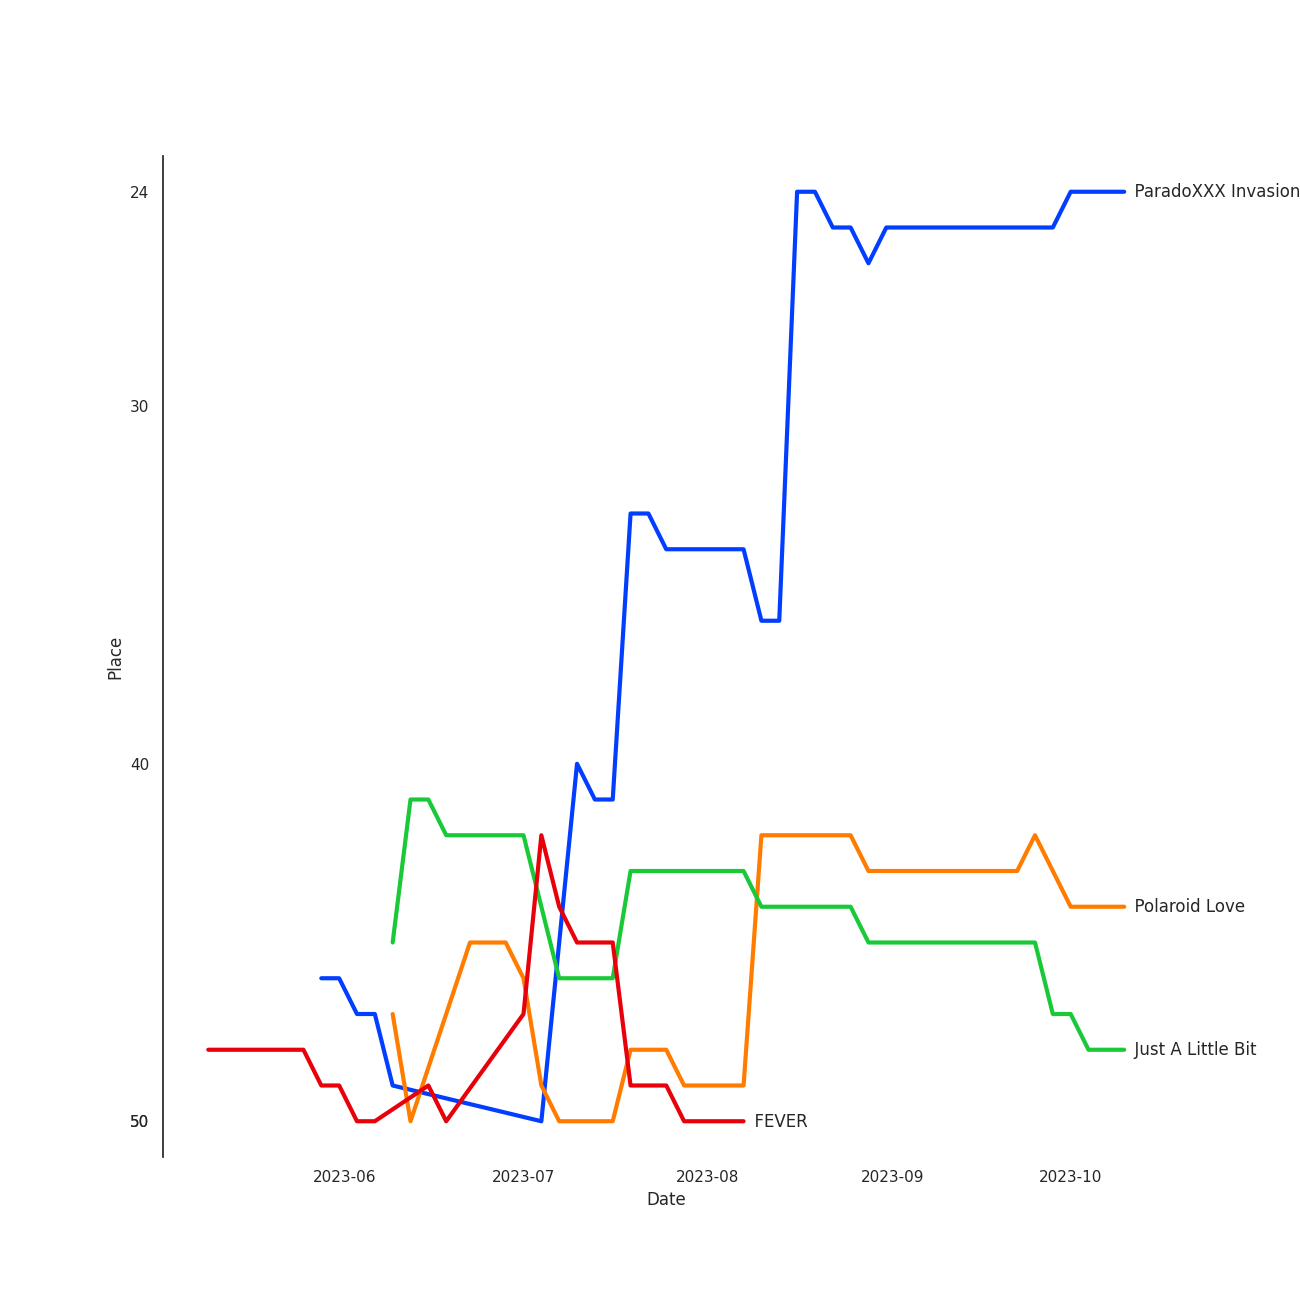 24
ParadoXXX Invasion
30
Place
40
Polaroid Love
Just A Little Bit
50
FEVER
2023-06
2023-07
2023-08
2023-09
2023-10
Date